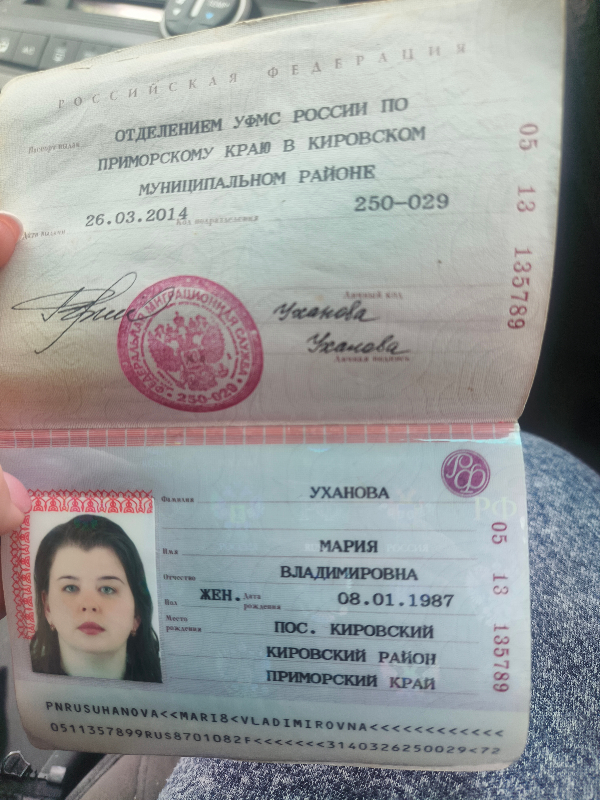 РОССИЙСКАЯ ФЕДЕРАЦИЯ
Паспорт выдан
ОТДЕЛЕНИЕМ УФМС РОССИИ ПО
ПРИМОРСКОМУ КРАЮ В КИРОВСКОМ
МУНИЦИПАЛЬНОМ РАЙОНЕ
Дата выдачи 26.03.2014 Код подразделения 250-029
05 13 135789
ФЕДЕРАЛЬНАЯ МИГРАЦИОННАЯ СЛУЖБА
250-029
Личный код
Уханова
Уханова
Личная подпись
РФ
РФ
Фамилия УХАНОВА
Имя МАРИЯ
Отчество ВЛАДИМИРОВНА
Пол ЖЕН. Дата рождения 08.01.1987
Место рождения ПОС. КИРОВСКИЙ
КИРОВСКИЙ РАЙОН
ПРИМОРСКИЙ КРАЙ
05 13 135789
PNRUSUHANOVA<<MARI8<VLADIMIROVNA<<<<<<<<<<<<
0511357899RUS8701082F<<<<<<<3140326250029<72